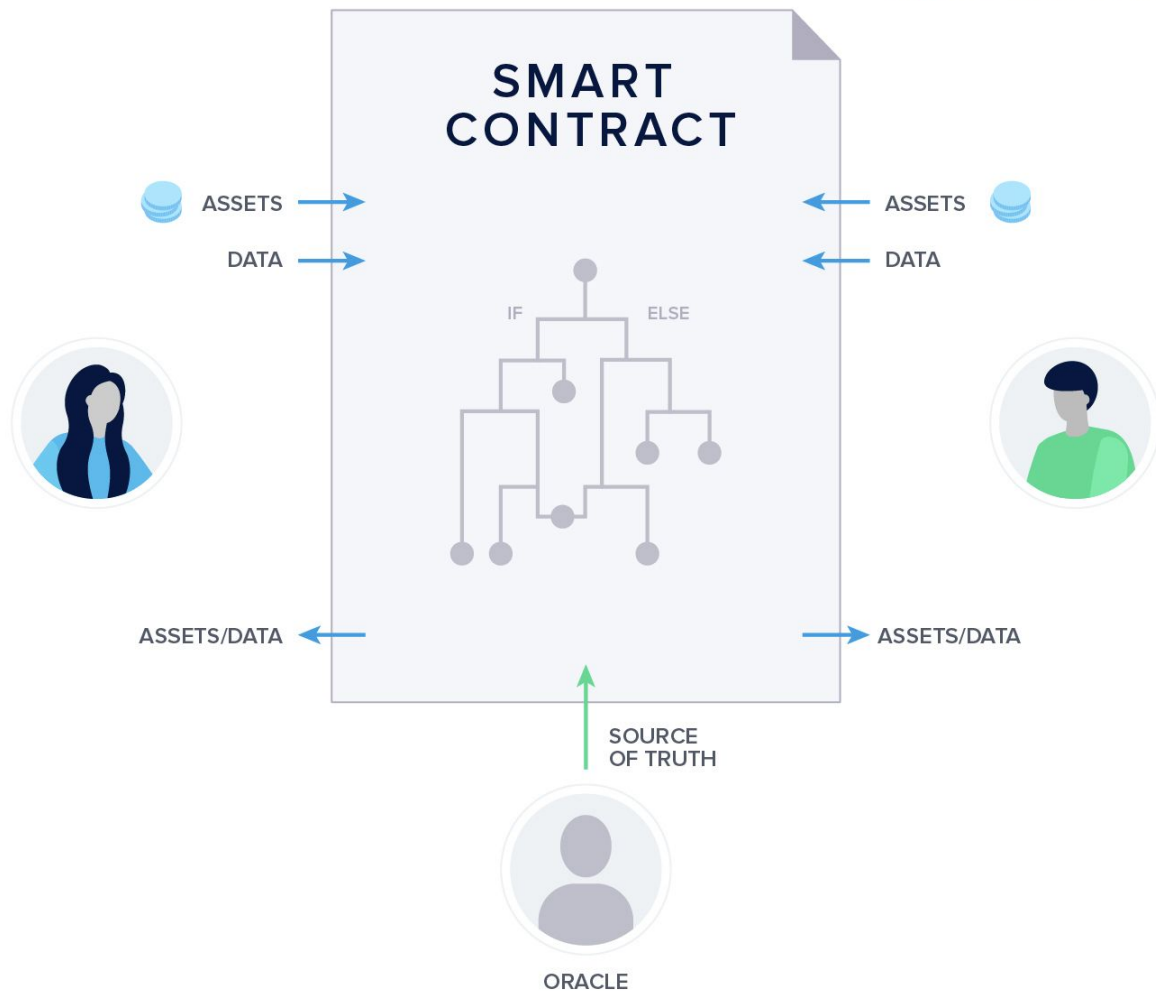 SMART
CONTRACT
ASSETS
ASSETS
DATA
DATA
IF
ELSE
ASSETS/DATA
ASSETS/DATA
SOURCE
OF TRUTH
ORACLE